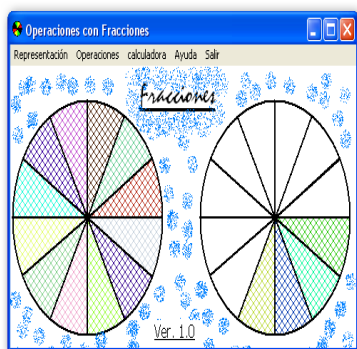 Operaciones con Fracciones
Representación Operaciones calculadora Ayuda Salir
Fracciones
Ver. 1.0